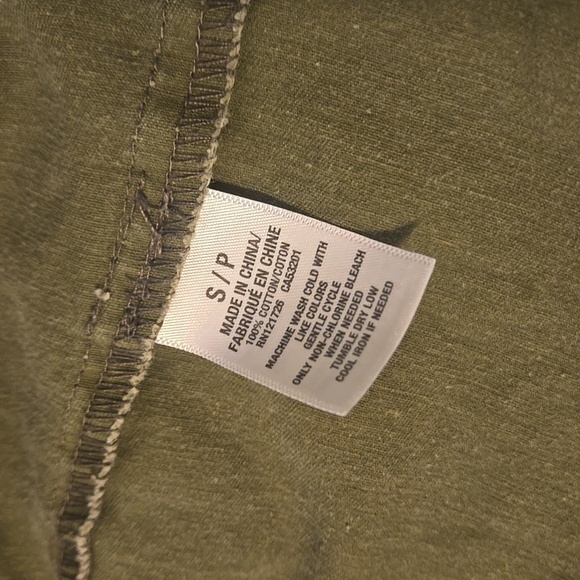 S / P
MADE IN CHINA/
FABRIQUE EN CHINE
100% COTTON/COTON
RN121726 CA53201
MACHINE WASH COLD WITH
LIKE COLORS
GENTLE CYCLE
ONLY NON-CHLORINE BLEACH
WHEN NEEDED
TUMBLE DRY LOW
COOL IRON IF NEEDED